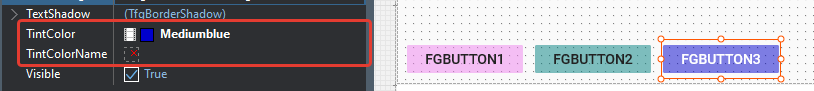 TextShadow (TfgBorderShadow)
TintColor Mediumblue
TintColorName
Visible True
FGBUTTON1 FGBUTTON2 FGBUTTON3